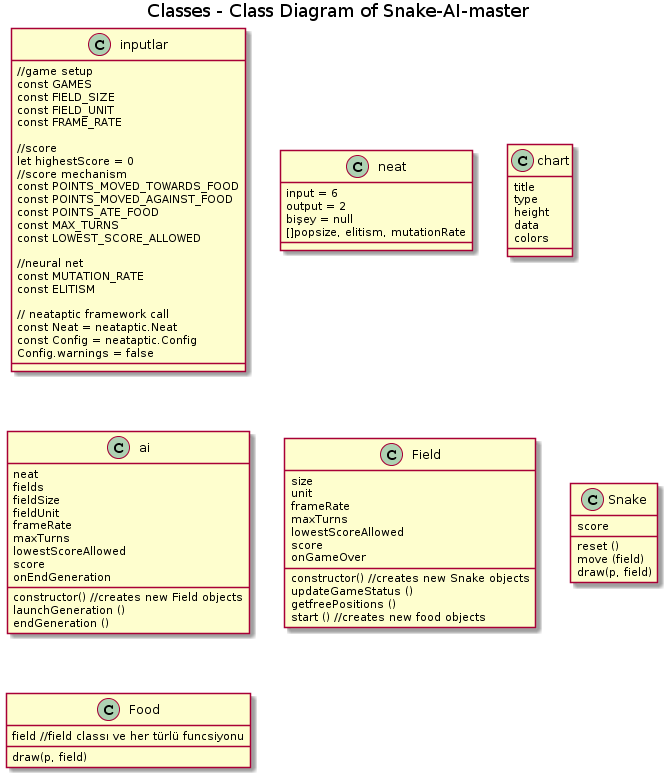 Classes - Class Diagram of Snake-AI-master
C inputlar
//game setup
const GAMES
const FIELD_SIZE
const FIELD_UNIT
const FRAME_RATE
//score
let highestScore = 0
//score mechanism
const POINTS_MOVED_TOWARDS_FOOD
const POINTS_MOVED_AGAINST_FOOD
const POINTS_ATE_FOOD
const MAX_TURNS
const LOWEST_SCORE_ALLOWED
//neural net
const MUTATION_RATE
const ELITISM
// neataptic framework call
const Neat = neataptic.Neat
const Config = neataptic.Config
Config.warnings = false
C neat
input = 6
output = 2
bişey = null
[]popsize, elitism, mutationRate
C chart
title
type
height
data
colors
C ai
neat
fields
fieldSize
fieldUnit
frameRate
maxTurns
lowestScoreAllowed
score
onEndGeneration
constructor() //creates new Field objects
launchGeneration ()
endGeneration ()
C Field
size
unit
frameRate
maxTurns
lowestScoreAllowed
score
onGameOver
constructor() //creates new Snake objects
updateGameStatus ()
getfreePositions ()
start () //creates new food objects
C Snake
score
reset ()
move (field)
draw(p, field)
C Food
field //field classı ve her türlü funcsiyonu
draw(p, field)